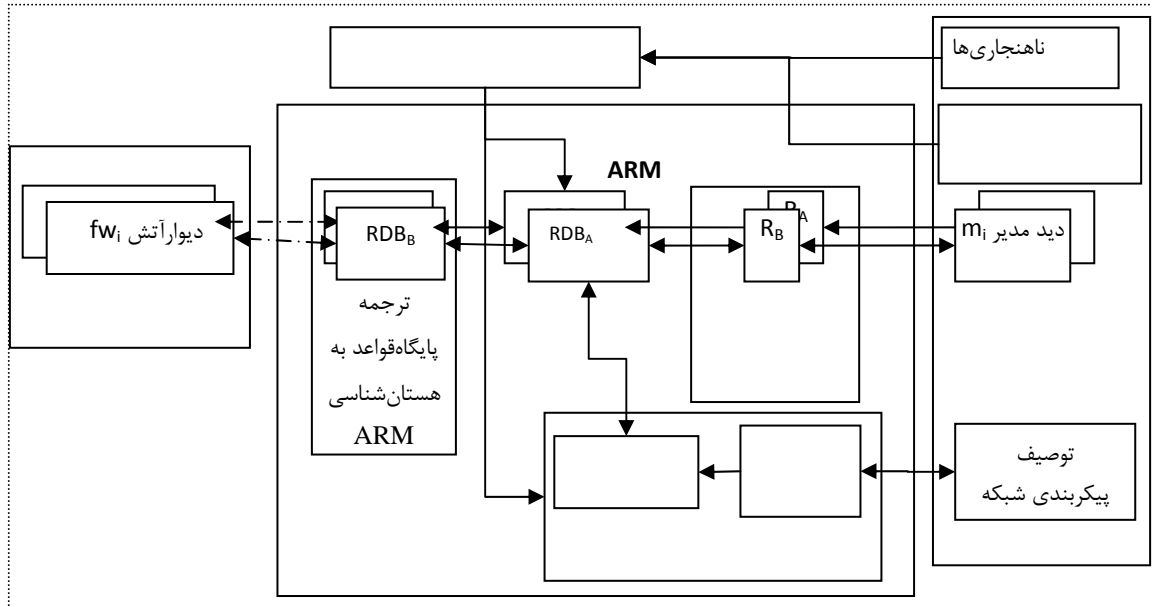 ناهنجاری‌ها
ARM
دید مدیر mi
RB
RA
RDBA
RDBB
دیوارآتش fwi
ترجمه
پایگاه‌قواعد به
هستان‌شناسی
ARM
توصیف
پیکربندی شبکه